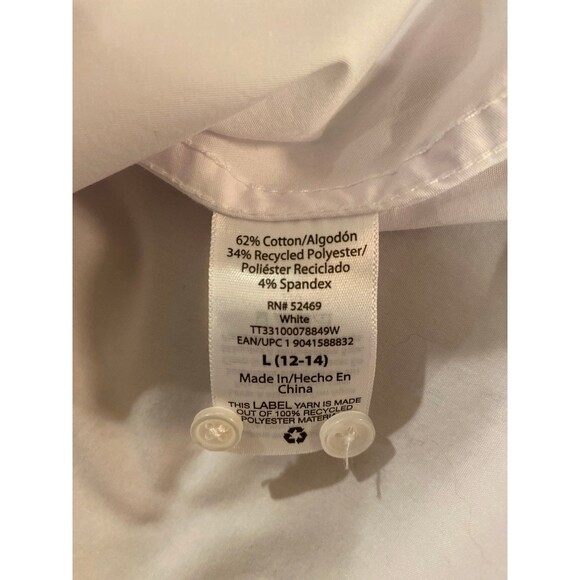 62% Cotton/Algodón
34% Recycled Polyester/
Poliéster Reciclado
4% Spandex
RN# 52469
White
TT33100078849W
EAN/UPC 1 9041588832
L (12-14)
Made In/Hecho En
China
THIS LABEL YARN IS MADE
OUT OF 100% RECYCLED
POLYESTER